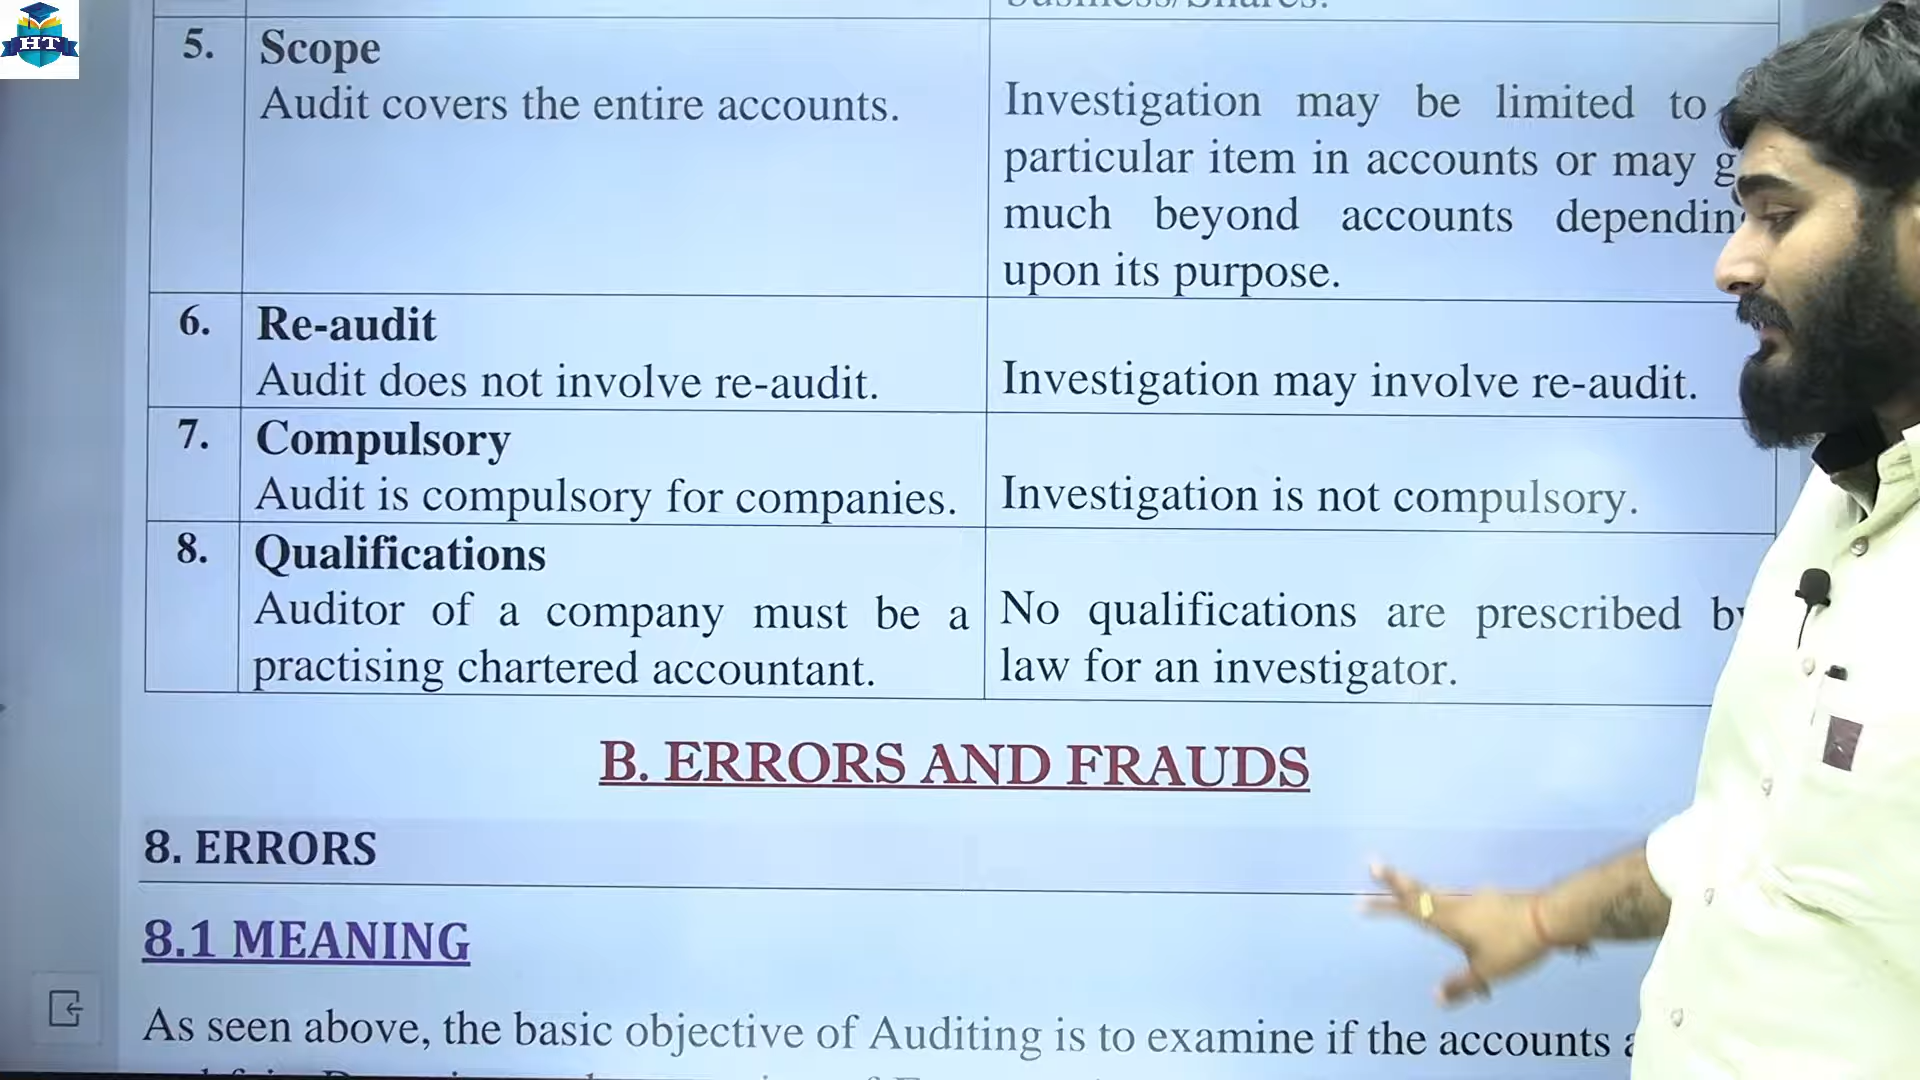 HT
business/Shares.
5. Scope
Audit covers the entire accounts.
Investigation may be limited to
particular item in accounts or may
much beyond accounts
upon its purpose.
6. Re-audit
Audit does not involve re-audit.
Investigation may involve re-audit.
7. Compulsory
Audit is compulsory for companies.
Investigation is not compulsory.
8. Qualifications
Auditor of a company must be a
practising chartered accountant.
No qualifications are prescribed
law for an investigator.
B. ERRORS AND FRAUDS
8. ERRORS
8.1 MEANING
As seen above, the basic objective of Auditing is to examine if the accounts